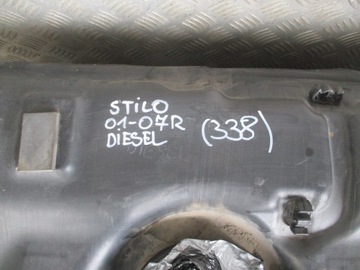 STILO
01-07R (338)
DIESEL